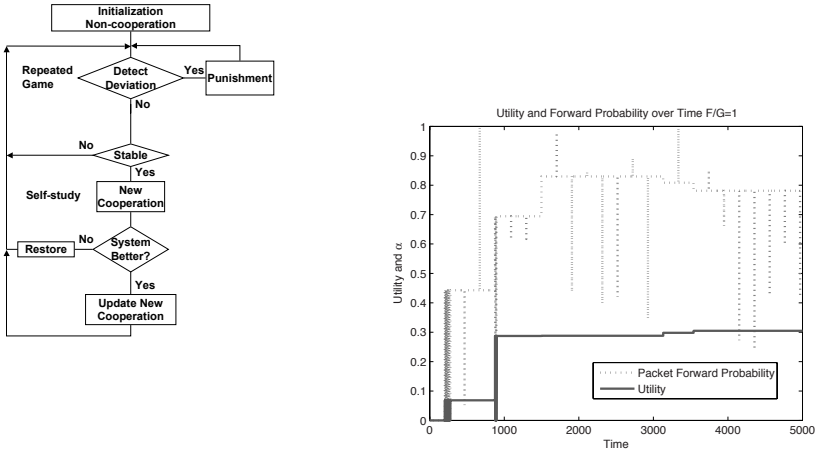 Initialization
Non-cooperation
Repeated
Game
Detect
Deviation
Yes
Punishment
No
No
Stable
Yes
Self-study
New
Cooperation
Restore
No
System
Better?
Yes
Update New
Cooperation
Utility and Forward Probability over Time F/G=1
1
0.9
0.8
0.7
0.6
0.5
0.4
0.3
0.2
0.1
0
Utility and α
Packet Forward Probability
Utility
0 1000 2000 3000 4000 5000
Time